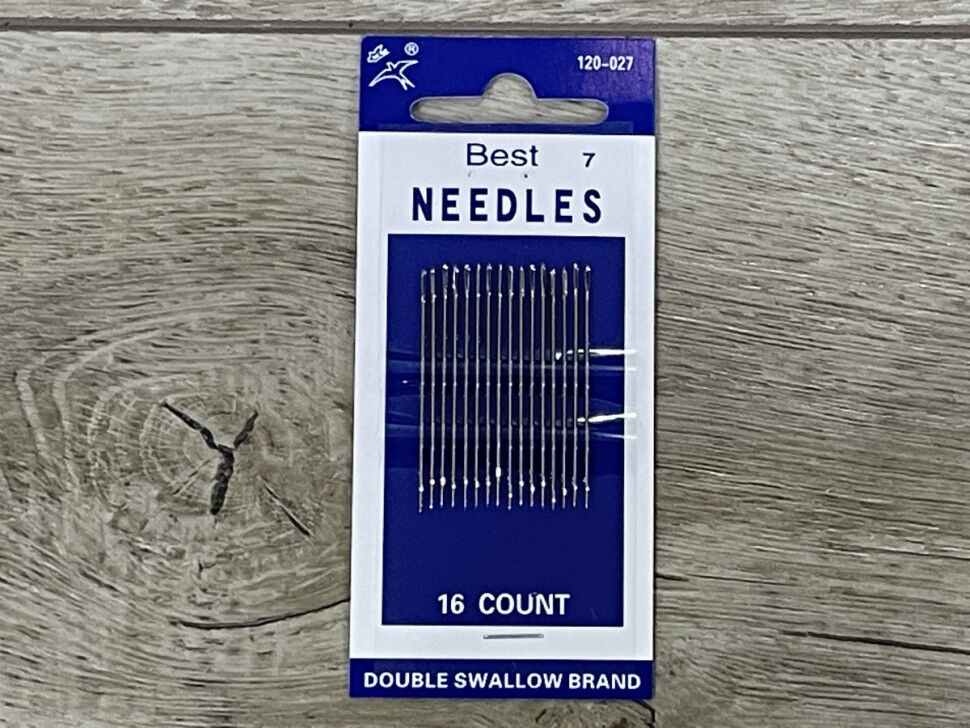 ®
120-027
Best 7
NEEDLES
16 COUNT
DOUBLE SWALLOW BRAND